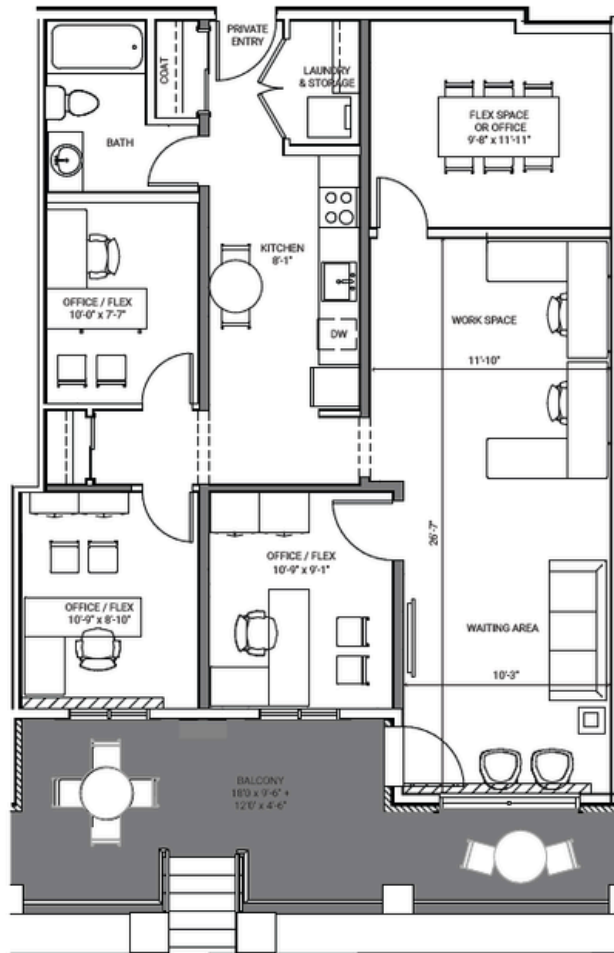 PRIVATE
ENTRY
COAT
LAUNDRY
& STORAGE
BATH
FLEX SPACE
OR OFFICE
9'-8" x 11'-11"
KITCHEN
8'-1"
OFFICE / FLEX
10'-0" x 7'-7"
WORK SPACE
DW
11'-10"
26'-7"
OFFICE / FLEX
10'-9" x 9'-1"
OFFICE / FLEX
10'-9" x 8'-10"
WAITING AREA
10'-3"
BALCONY
18'0 x 9'-6" +
12'0' x 4'-6"